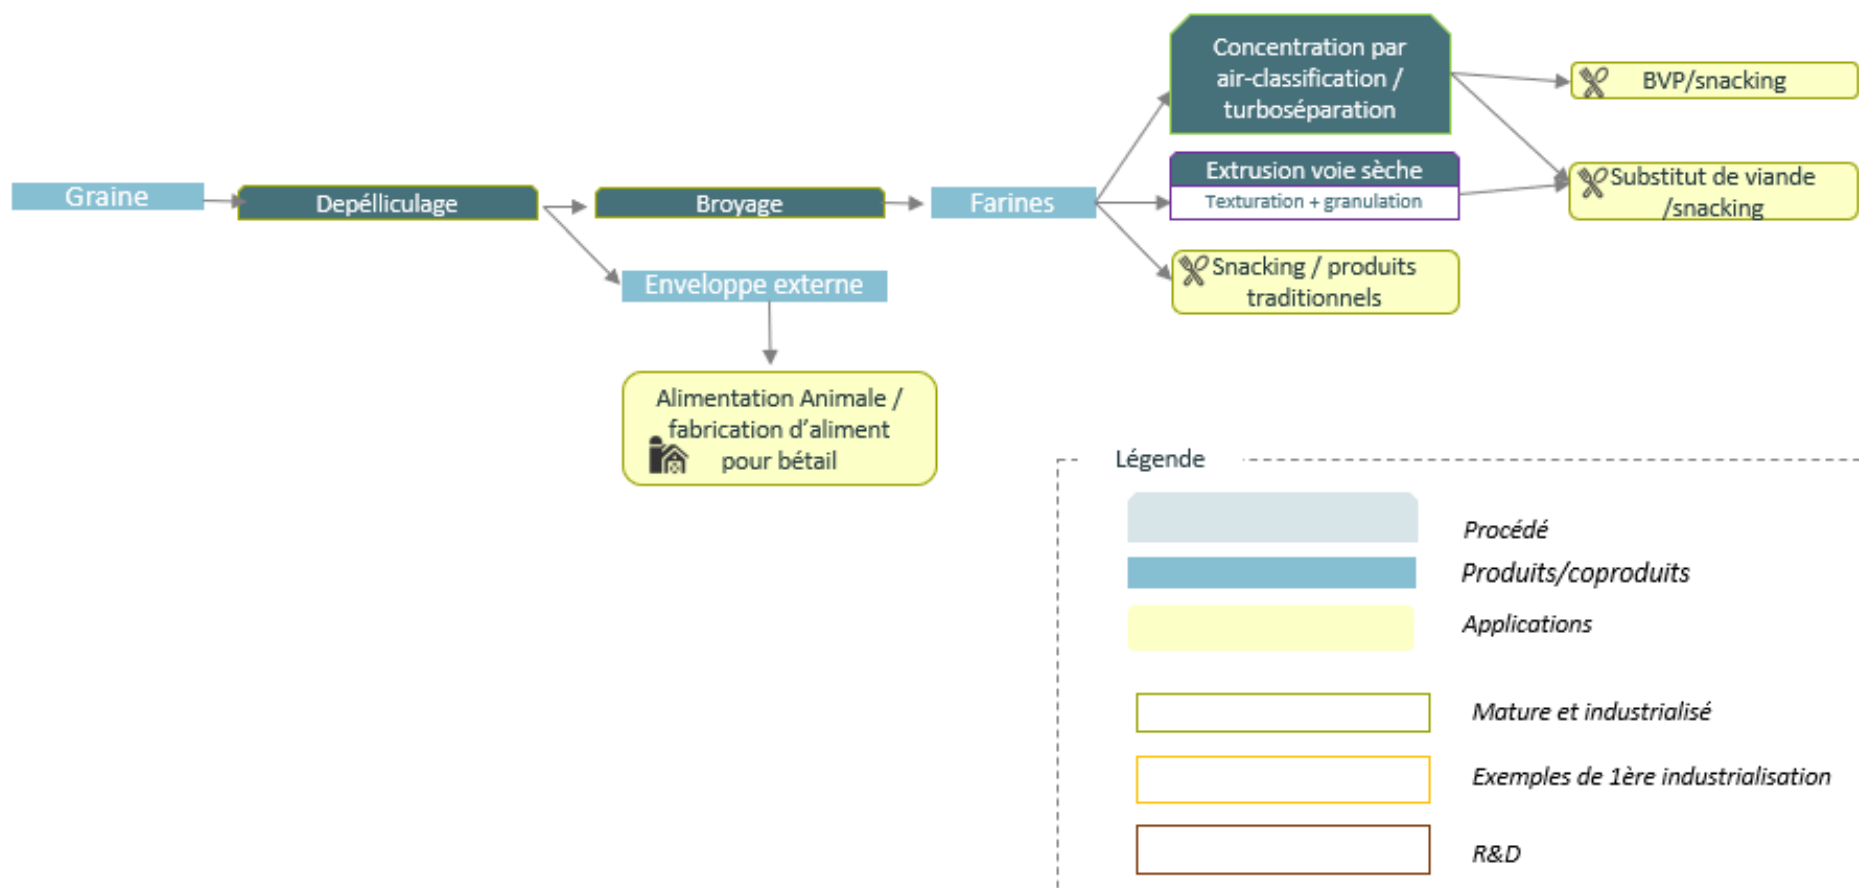 Graine
Depélliculage
Broyage
Farines
Enveloppe externe
Alimentation Animale /
fabrication d’aliment
pour bétail
Concentration par
air-classification /
turboséparation
Extrusion voie sèche
Texturation + granulation
Snacking / produits
traditionnels
BVP/snacking
Substitut de viande
/snacking
Légende
Procédé
Produits/coproduits
Applications
Mature et industrialisé
Exemples de 1ère industrialisation
R&D